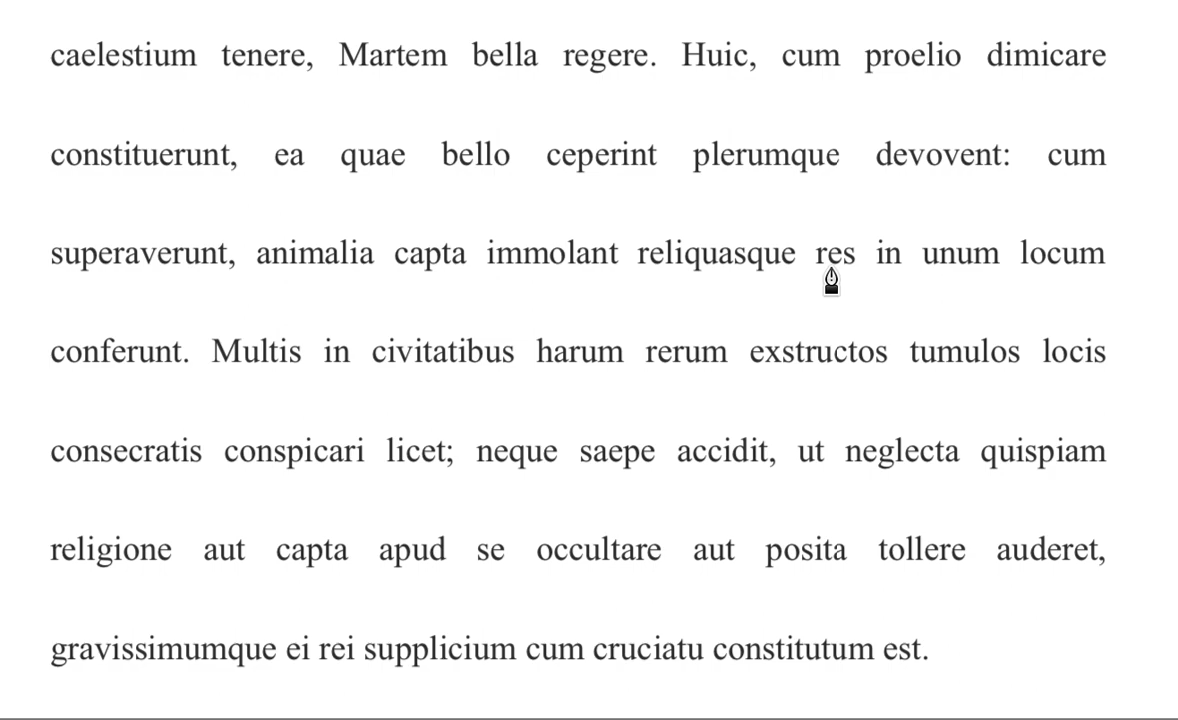 caelestium tenere, Martem bella regere. Huic, cum proelio dimicare
constituerunt, ea quae bello ceperint plerumque devovent: cum
superaverunt, animalia capta immolant reliquasque res in unum locum
conferunt. Multis in civitatibus harum rerum exstructos tumulos locis
consecratis conspicari licet; neque saepe accidit, ut neglecta quispiam
religione aut capta apud se occultare aut posita tollere auderet,
gravissimumque ei rei supplicium cum cruciatu constitutum est.